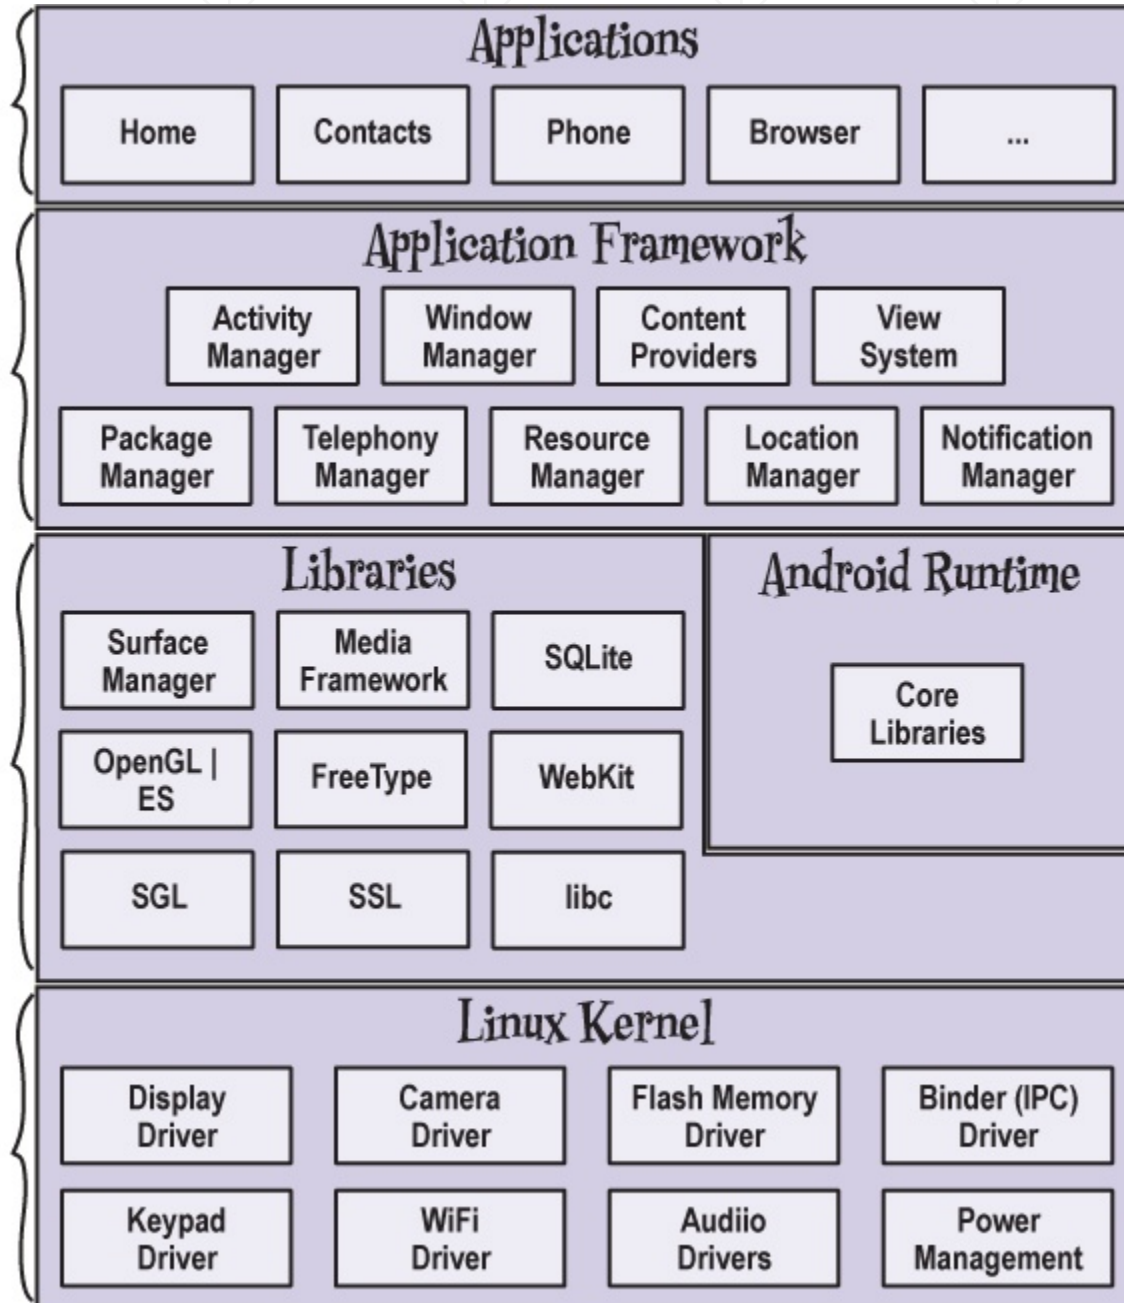 Applications
Home
Contacts
Phone
Browser
...
Application Framework
Activity
Manager
Window
Manager
Content
Providers
View
System
Package
Manager
Telephony
Manager
Resource
Manager
Location
Manager
Notification
Manager
Libraries
Surface
Manager
Media
Framework
SQLite
OpenGL |
ES
FreeType
WebKit
SGL
SSL
libc
Android Runtime
Core
Libraries
Linux Kernel
Display
Driver
Camera
Driver
Flash Memory
Driver
Binder (IPC)
Driver
Keypad
Driver
WiFi
Driver
Audiio
Drivers
Power
Management